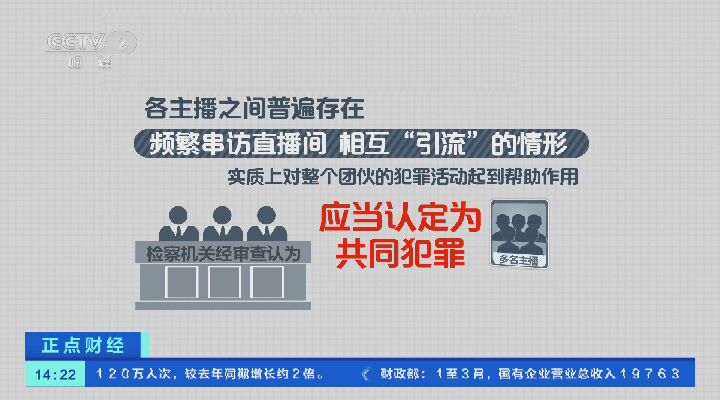 CCTV 2
财经
各主播之间普遍存在
频繁串访直播间 相互“引流”的情形
实质上对整个团伙的犯罪活动起到帮助作用
应当认定为
共同犯罪
检察机关经审查认为
多名主播
正点财经
14:22 120万人次，较去年同期增长约2倍。 财政部：1至3月，国有企业营业总收入19763